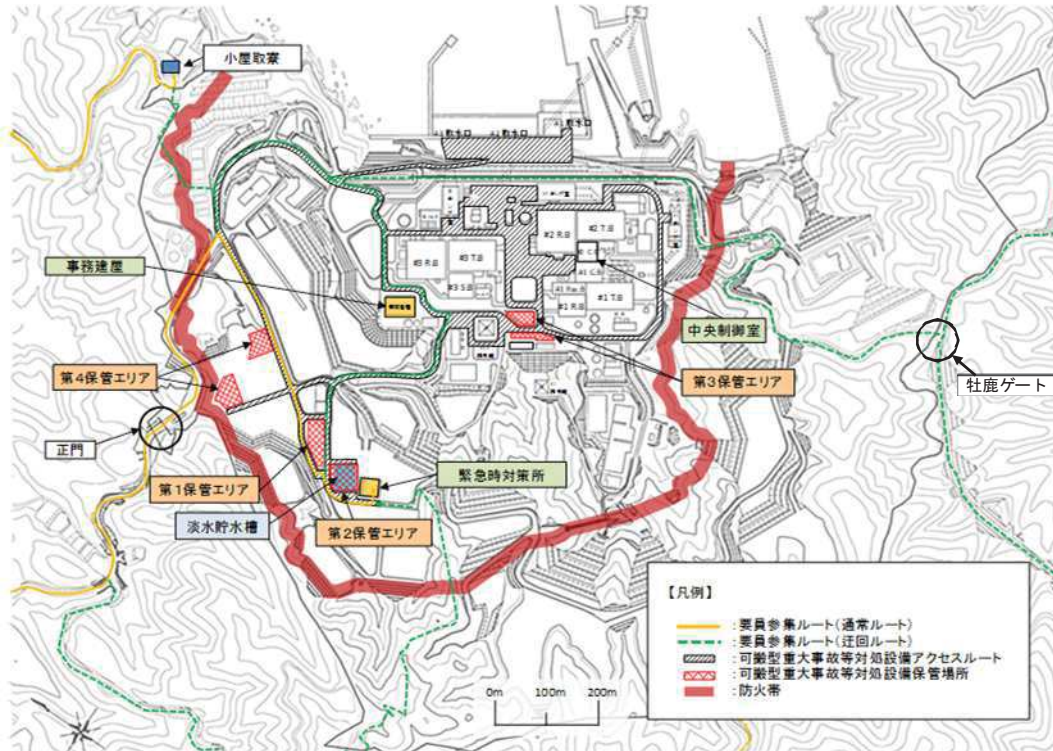 小屋取寮
事務建屋
#2 R.B
#2 T.B
#3 R.B
#3 T.B
#3 S.B
#1 R.B
#1 T.B
中央制御室
牡鹿ゲート
第4保管エリア
第3保管エリア
正門
第1保管エリア
緊急時対策所
淡水貯水槽
第2保管エリア
【凡例】
:要員参集ルート(通常ルート)
:要員参集ルート(迂回ルート)
:可搬型重大事故等対処設備アクセスルート
:可搬型重大事故等対処設備保管場所
:防火帯
0m 100m 200m